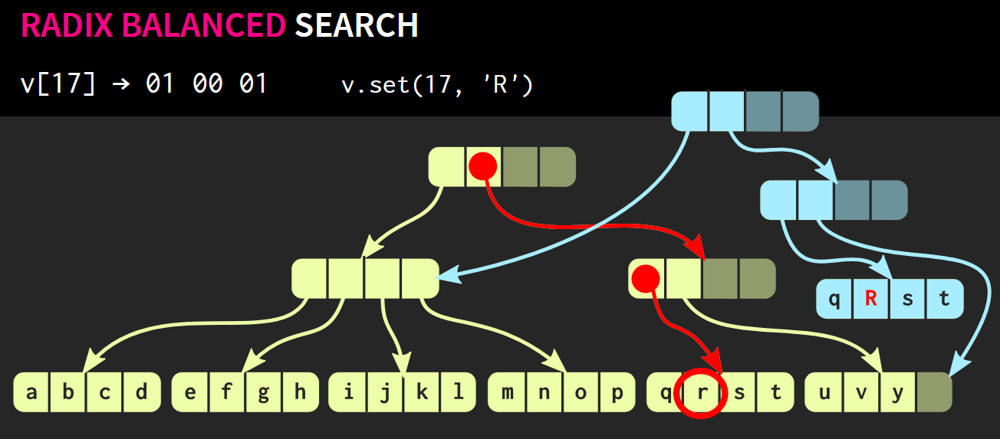 RADIX BALANCED SEARCH
v[17] → 01 00 01 v.set(17, 'R')
q R s t
a b c d e f g h i j k l m n o p q r s t u v y